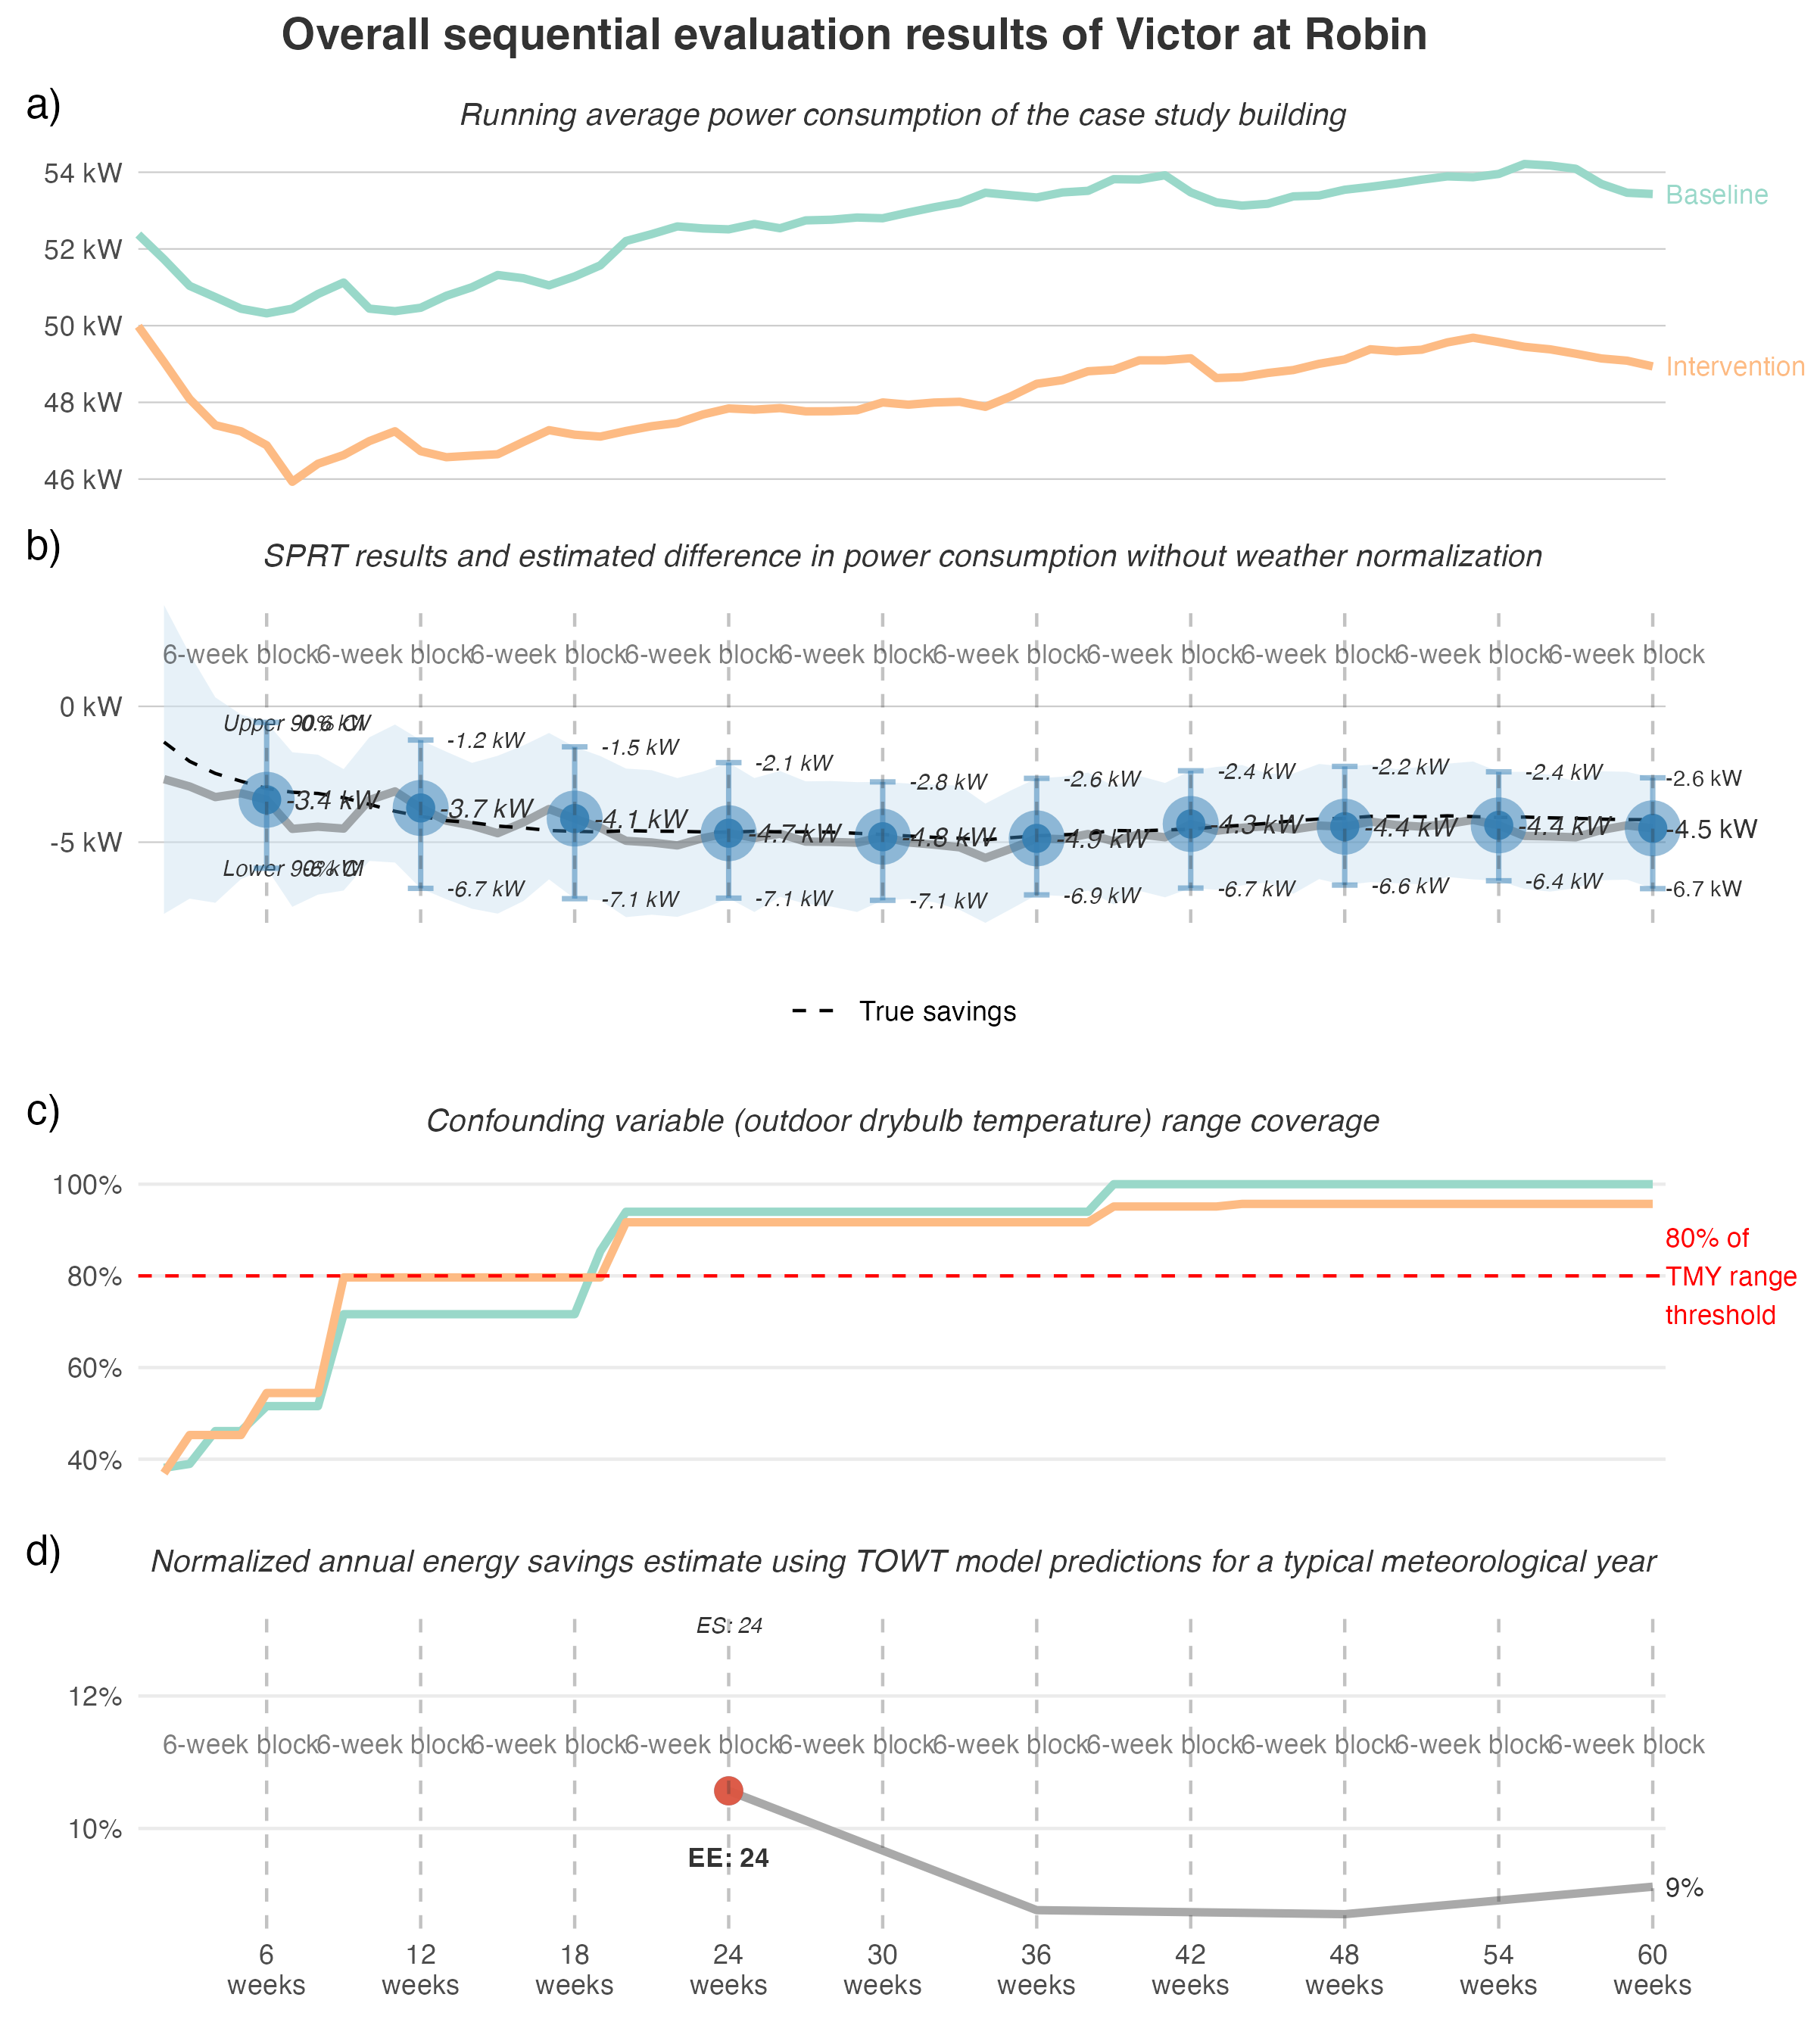 Overall sequential evaluation results of Victor at Robin
a)
Running average power consumption of the case study building
54 kW
52 kW
50 kW
48 kW
46 kW
Baseline
Intervention
b)
SPRT results and estimated difference in power consumption without weather normalization
6-week block 6-week block 6-week block 6-week block 6-week block 6-week block 6-week block 6-week block 6-week block 6-week block
0 kW
-5 kW
Upper 90% CI
-0.6 kW
-1.2 kW
-1.5 kW
-2.1 kW
-2.8 kW
-2.6 kW
-2.4 kW
-2.2 kW
-2.4 kW
-2.6 kW
-3.4 kW
-3.7 kW
-4.1 kW
-4.7 kW
-4.8 kW
-4.9 kW
-4.3 kW
-4.4 kW
-4.4 kW
-4.5 kW
Lower 90% CI
-6.7 kW
-7.1 kW
-7.1 kW
-7.1 kW
-6.9 kW
-6.7 kW
-6.6 kW
-6.4 kW
-6.7 kW
True savings
c)
Confounding variable (outdoor drybulb temperature) range coverage
100%
80%
60%
40%
80% of
TMY range
threshold
d)
Normalized annual energy savings estimate using TOWT model predictions for a typical meteorological year
ES: 24
12%
6-week block 6-week block 6-week block 6-week block 6-week block 6-week block 6-week block 6-week block 6-week block 6-week block
10%
EE: 24
9%
6 12 18 24 30 36 42 48 54 60
weeks weeks weeks weeks weeks weeks weeks weeks weeks weeks